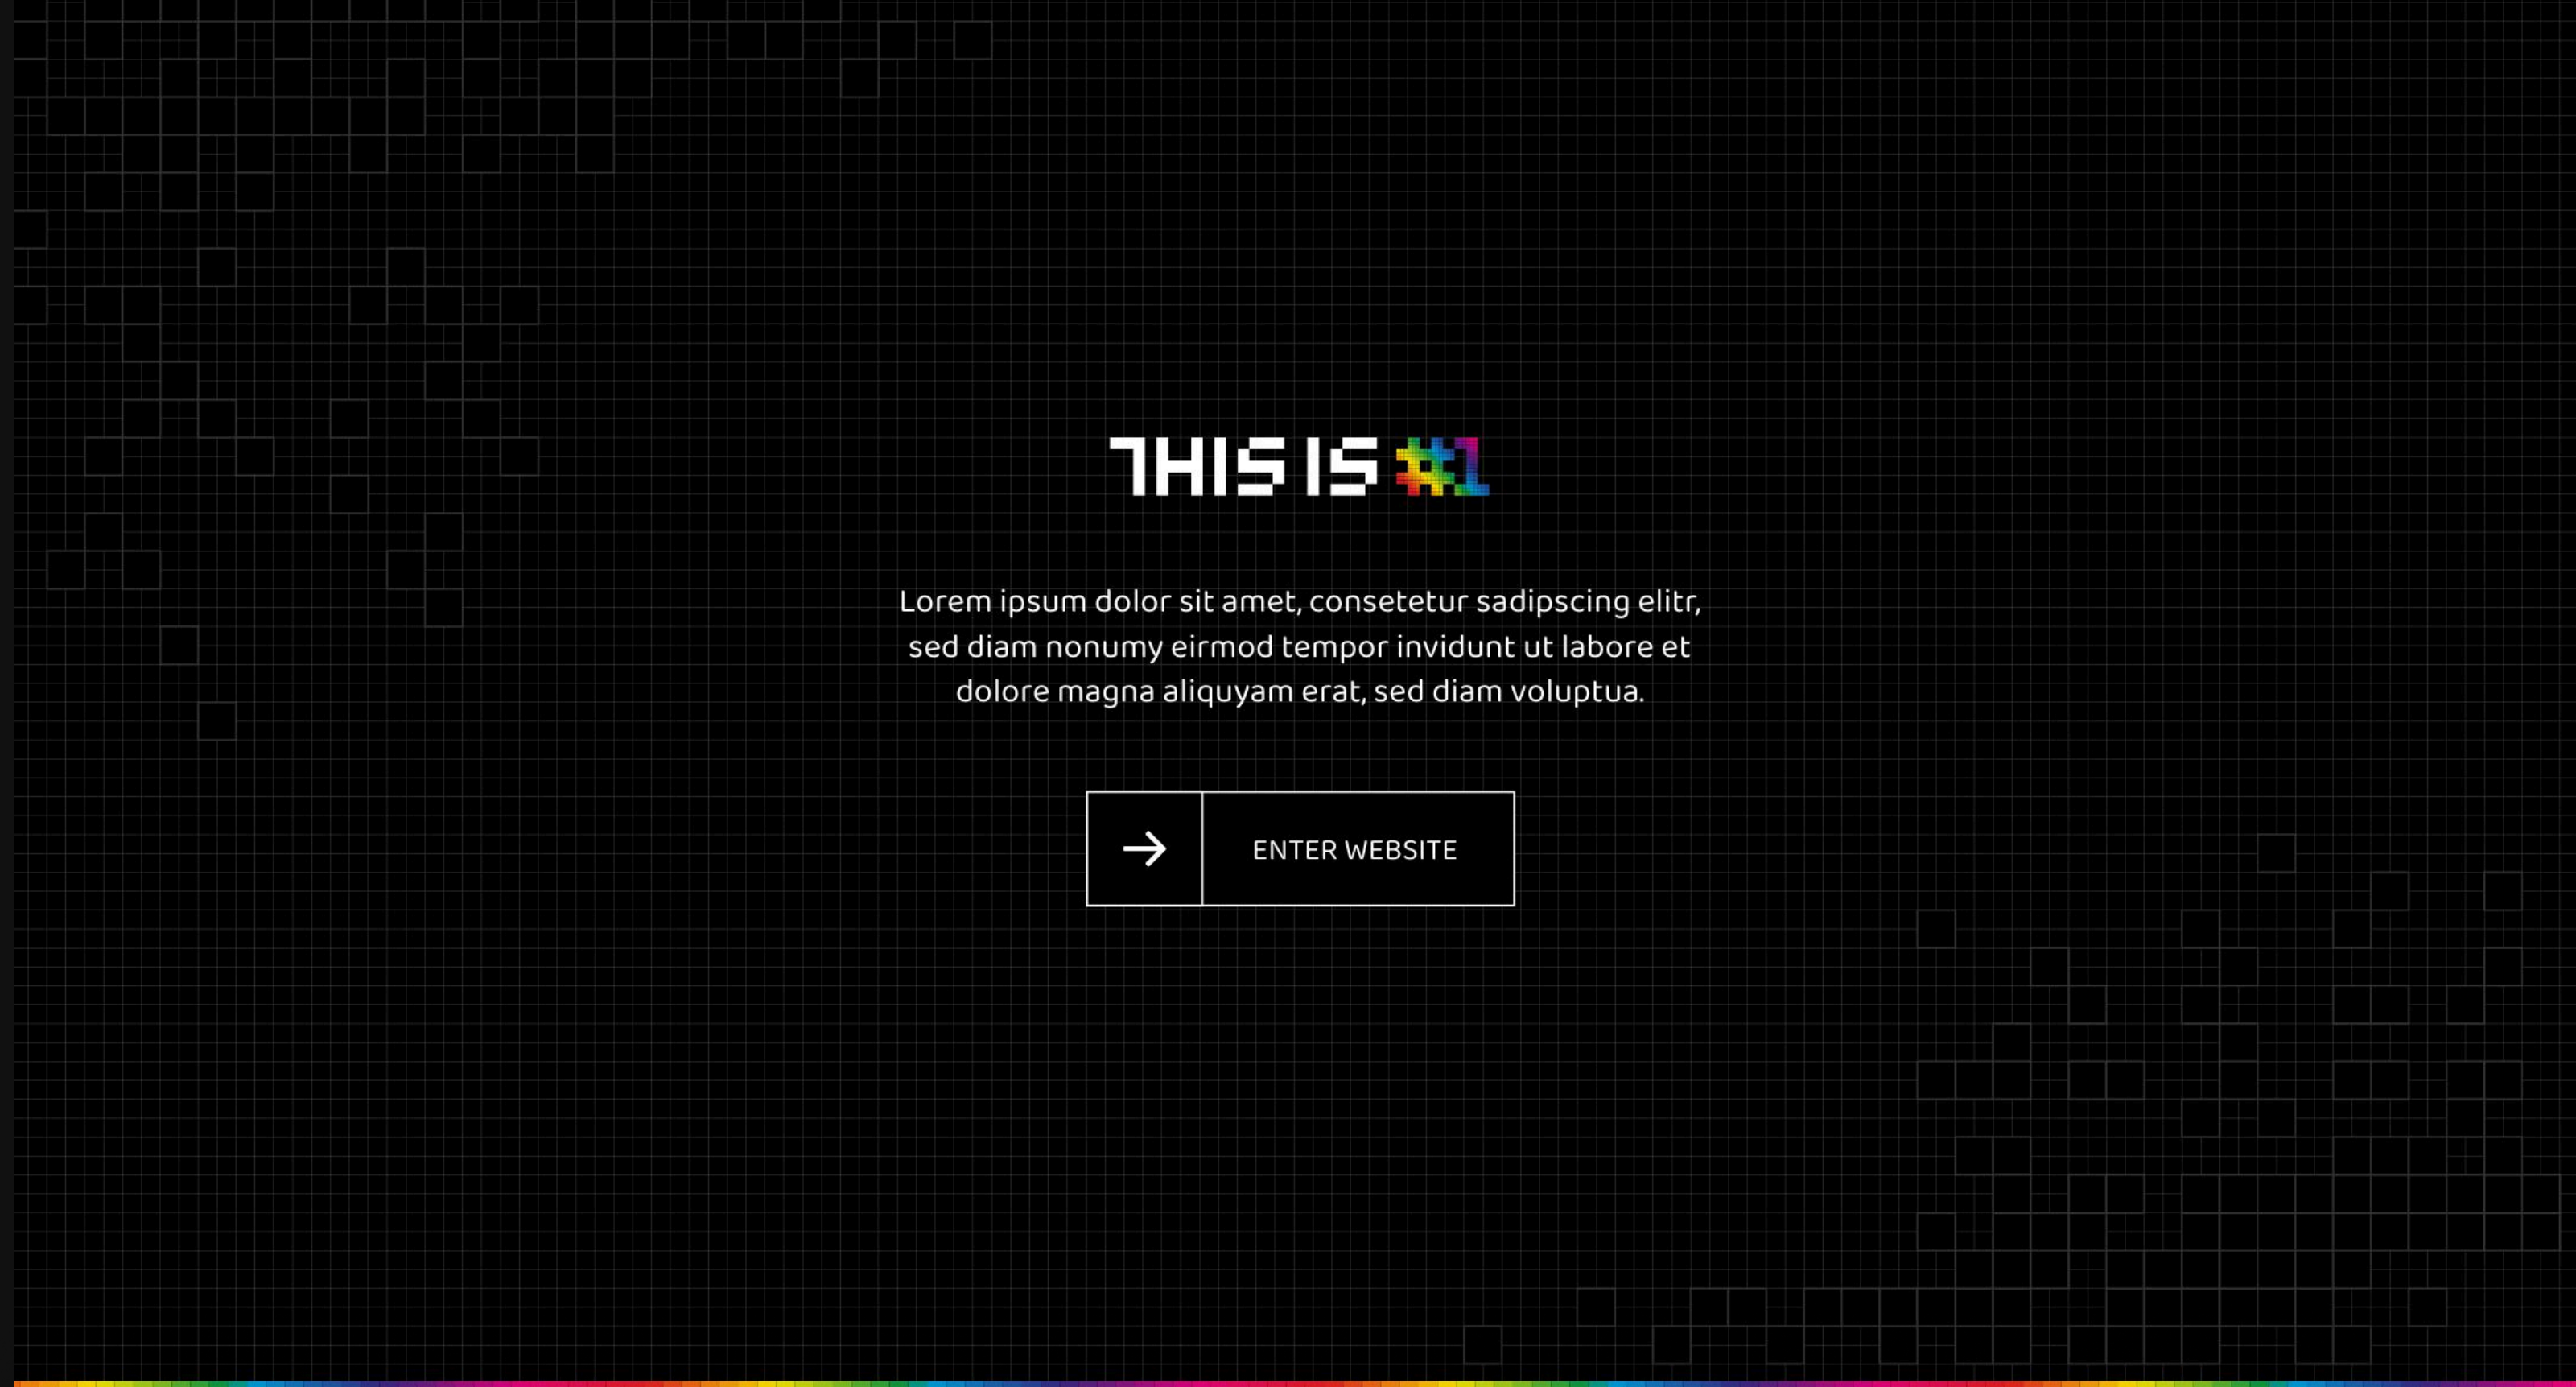 THIS IS #1
Lorem ipsum dolor sit amet, consetetur sadipscing elitr,
sed diam nonumy eirmod tempor invidunt ut labore et
dolore magna aliquyam erat, sed diam voluptua.
ENTER WEBSITE